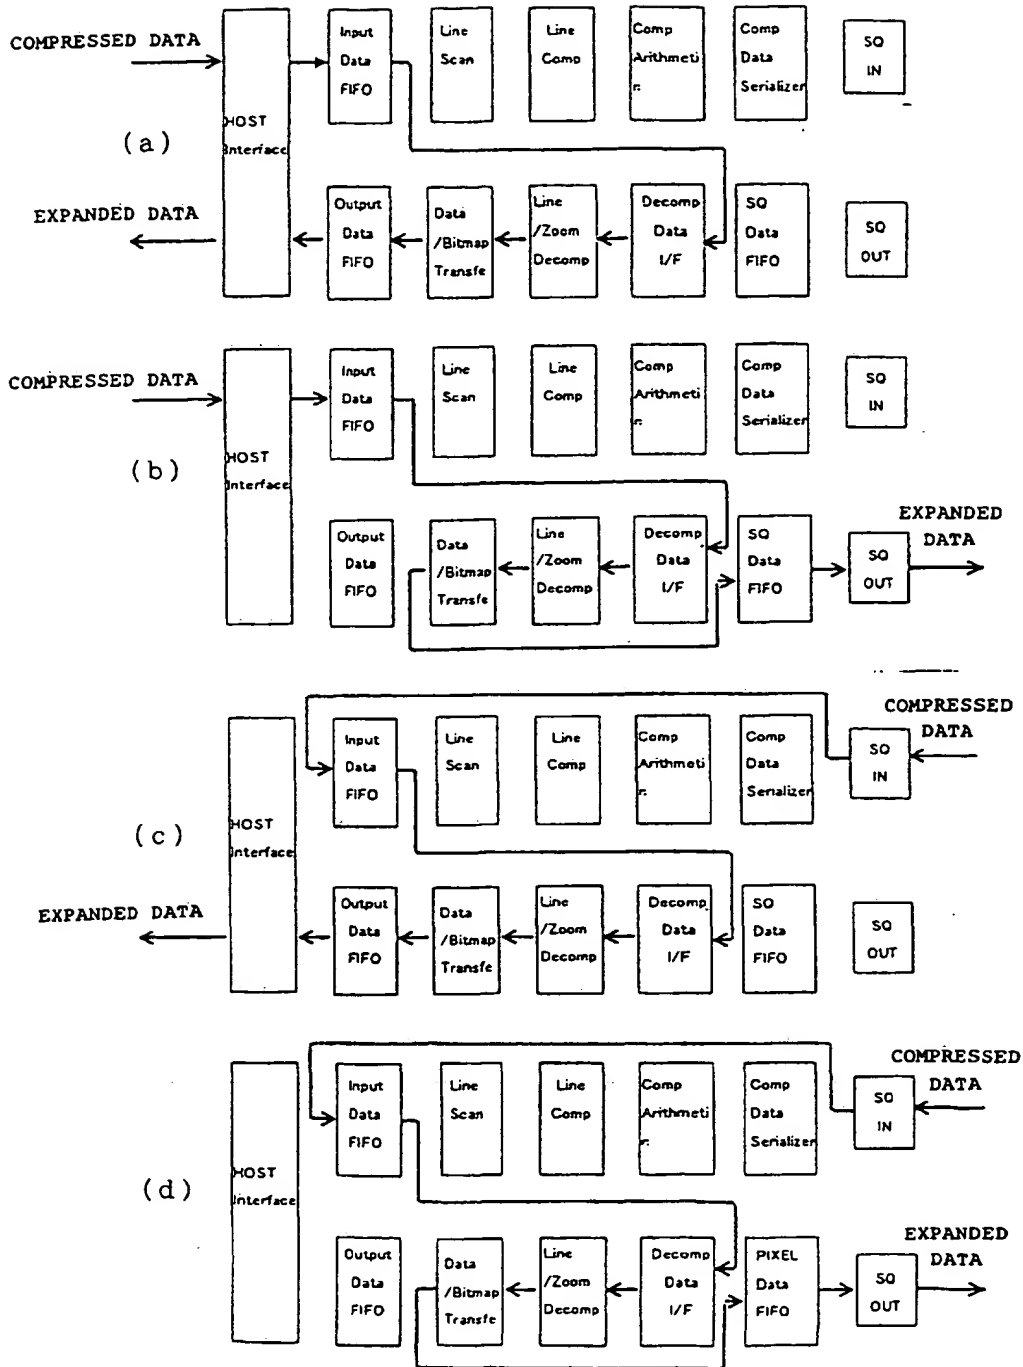 COMPRESSED DATA
(a)
EXPANDED DATA
HOST
Interface
Input
Data
FIFO
Line
Scan
Line
Comp
Comp
Arithmeti
Comp
Data
Serializer
SQ
IN
Output
Data
FIFO
Data
/Bitmap
Transfe
Line
/Zoom
Decomp
Decomp
Data
I/F
SQ
Data
FIFO
SQ
OUT
COMPRESSED DATA
(b)
HOST
Interface
Input
Data
FIFO
Line
Scan
Line
Comp
Comp
Arithmeti
Comp
Data
Serializer
SQ
IN
Output
Data
FIFO
Data
/Bitmap
Transfe
Line
/Zoom
Decomp
Decomp
Data
I/F
SQ
Data
FIFO
SQ
OUT
EXPANDED
DATA
(c)
EXPANDED DATA
HOST
Interface
Input
Data
FIFO
Line
Scan
Line
Comp
Comp
Arithmeti
Comp
Data
Serializer
SQ
IN
COMPRESSED
DATA
Output
Data
FIFO
Data
/Bitmap
Transfe
Line
/Zoom
Decomp
Decomp
Data
I/F
SQ
Data
FIFO
SQ
OUT
(d)
HOST
Interface
Input
Data
FIFO
Line
Scan
Line
Comp
Comp
Arithmeti
Comp
Data
Serializer
SQ
IN
COMPRESSED
DATA
Output
Data
FIFO
Data
/Bitmap
Transfe
Line
/Zoom
Decomp
Decomp
Data
I/F
PIXEL
Data
FIFO
SQ
OUT
EXPANDED
DATA